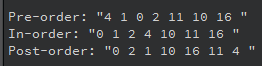 Pre-order: "4 1 0 2 11 10 16 "
In-order: "0 1 2 4 10 11 16 "
Post-order: "0 2 1 10 16 11 4 "